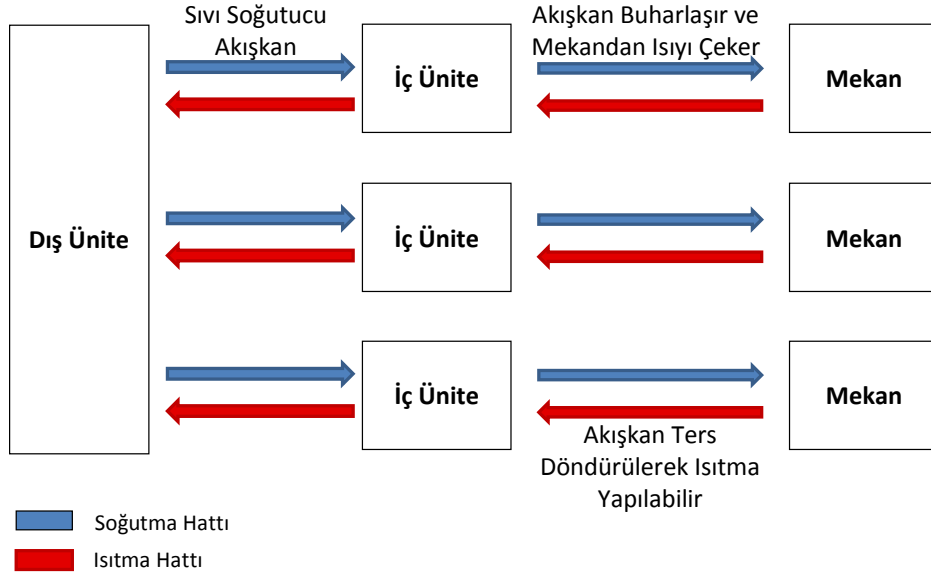 Sıvı Soğutucu
Akışkan
Akışkan Buharlaşır ve
Mekandan Isıyı Çeker
İç Ünite
Mekan
Dış Ünite
İç Ünite
Mekan
İç Ünite
Mekan
Akışkan Ters
Döndürülerek Isıtma
Yapılabilir
Soğutma Hattı
Isıtma Hattı